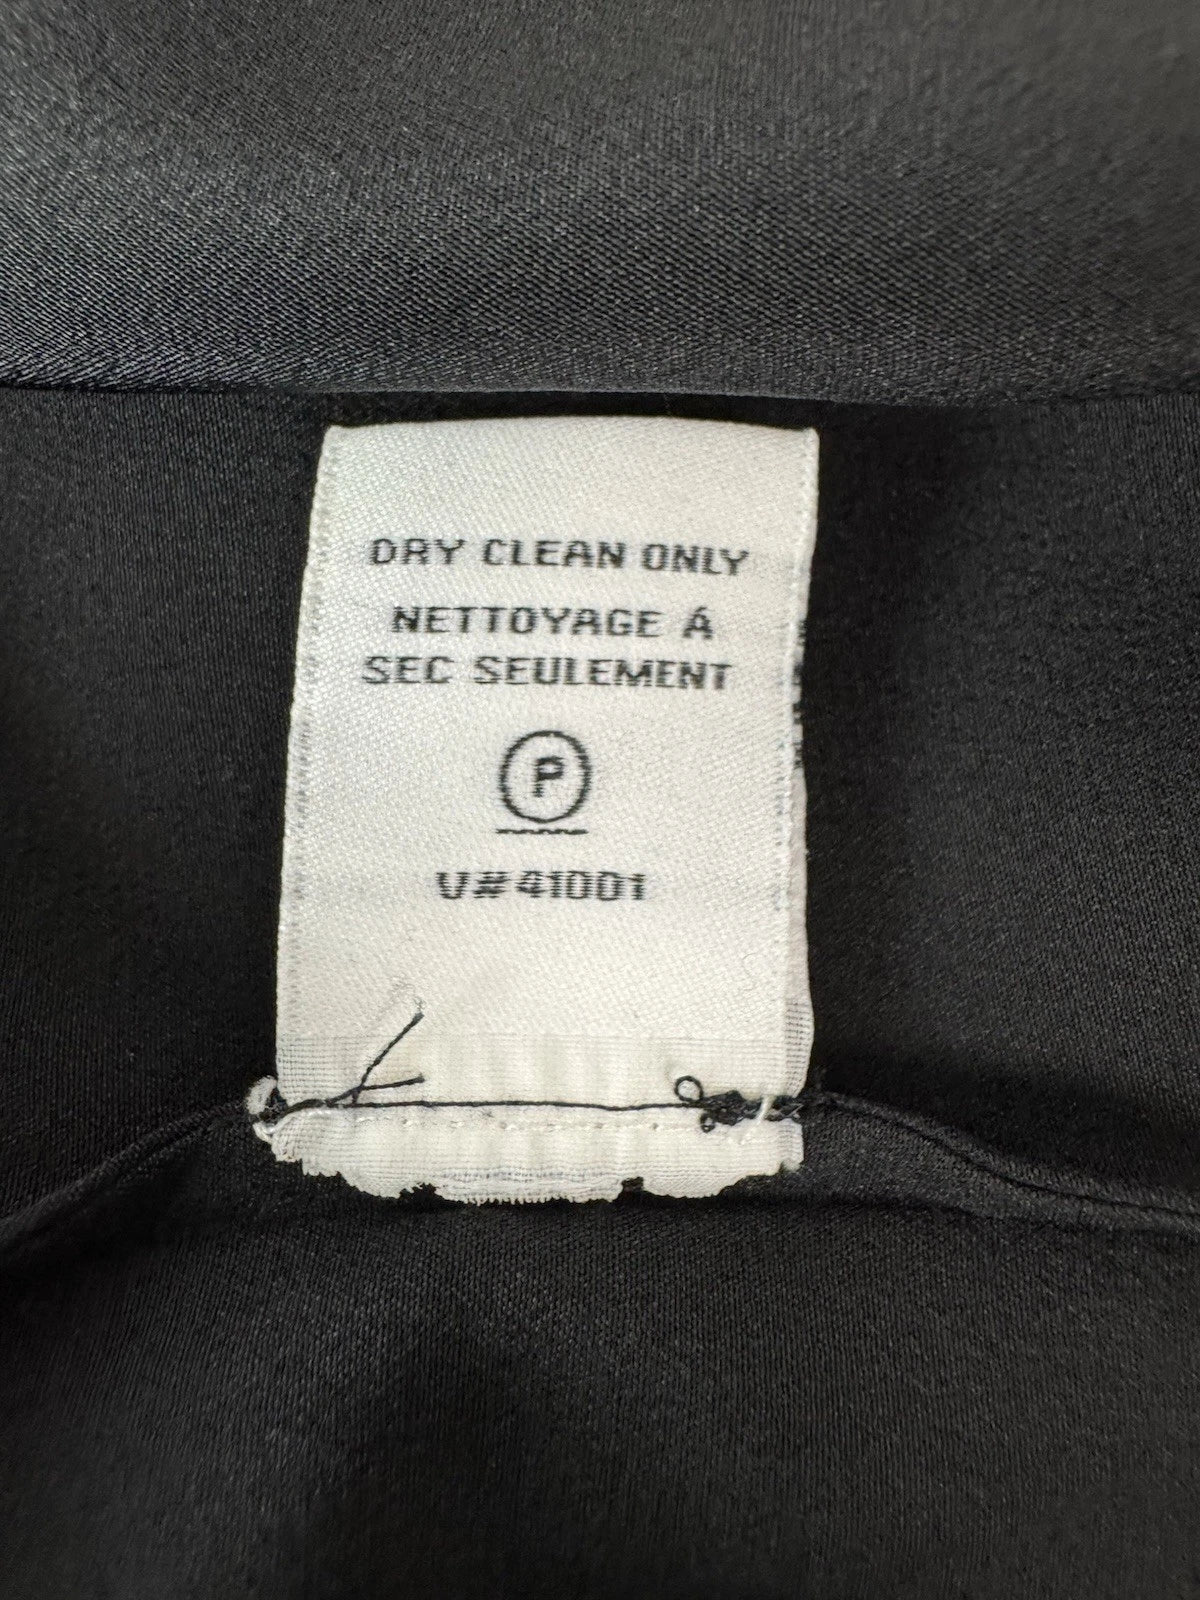 DRY CLEAN ONLY
NETTOYAGE Á
SEC SEULEMENT
P
V#41001